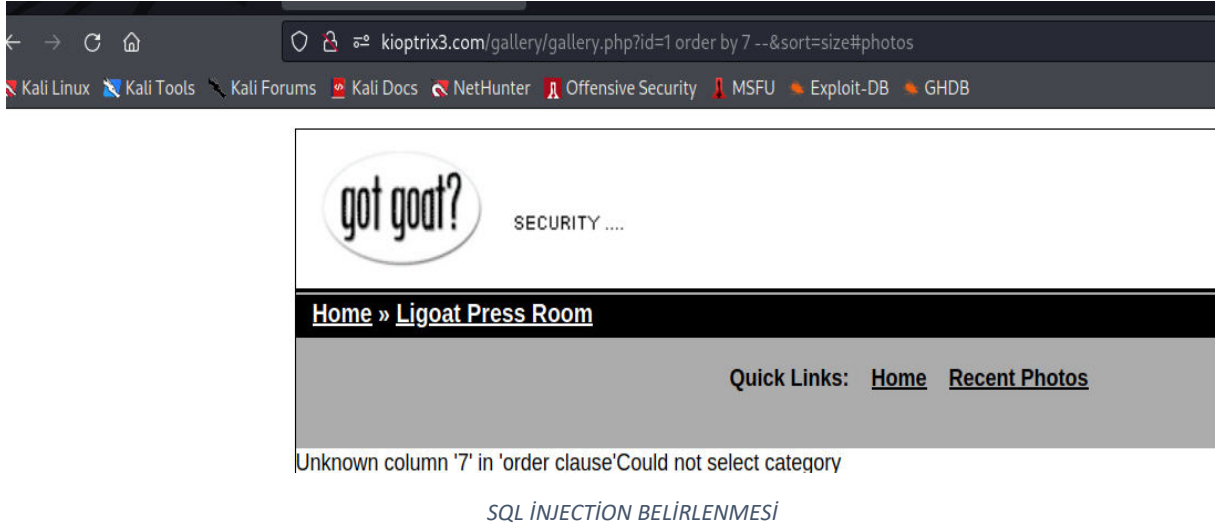 kioptrix3.com/gallery/gallery.php?id=1 order by 7 --&sort=size#photos
Kali Linux Kali Tools Kali Forums Kali Docs NetHunter Offensive Security MSFU Exploit-DB GHDB
got goat?
SECURITY ....
Home » Ligoat Press Room
Quick Links: Home Recent Photos
Unknown column '7' in 'order clause'Could not select category
SQL İNJECTİON BELİRLENMESİ